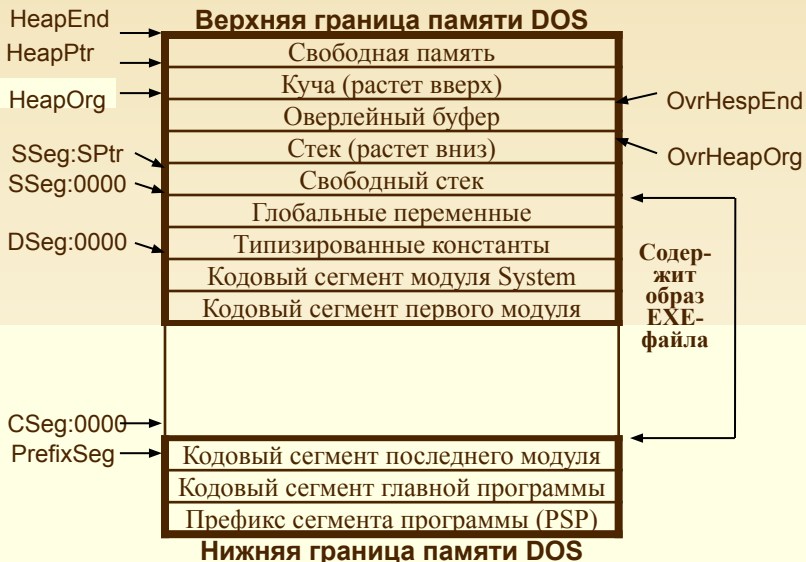 Верхняя граница памяти DOS
HeapEnd
HeapPtr
HeapOrg
SSeg:SPtr
SSeg:0000
DSeg:0000
CSeg:0000
PrefixSeg
Свободная память
Куча (растет вверх)
Оверлейный буфер
Стек (растет вниз)
Свободный стек
Глобальные переменные
Типизированные константы
Кодовый сегмент модуля System
Кодовый сегмент первого модуля
Кодовый сегмент последнего модуля
Кодовый сегмент главной программы
Префикс сегмента программы (PSP)
OvrHespEnd
OvrHeapOrg
Содер-
жит
образ
EXE-
файла
Нижняя граница памяти DOS